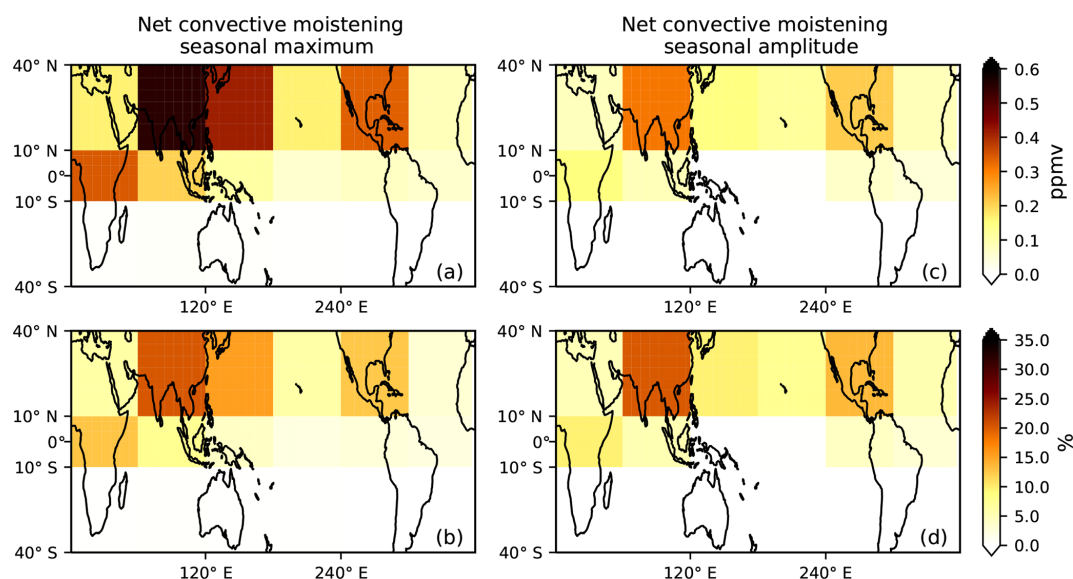 Net convective moistening
seasonal maximum
Net convective moistening
seasonal amplitude
40° N
10° N
0°
10° S
40° S
120° E
240° E
(a)
40° N
10° N
0°
10° S
40° S
120° E
240° E
(c)
0.6
0.5
0.4
0.3
0.2
0.1
0.0
ppmv
40° N
10° N
0°
10° S
40° S
120° E
240° E
(b)
40° N
10° N
0°
10° S
40° S
120° E
240° E
(d)
35.0
30.0
25.0
20.0
15.0
10.0
5.0
0.0
%